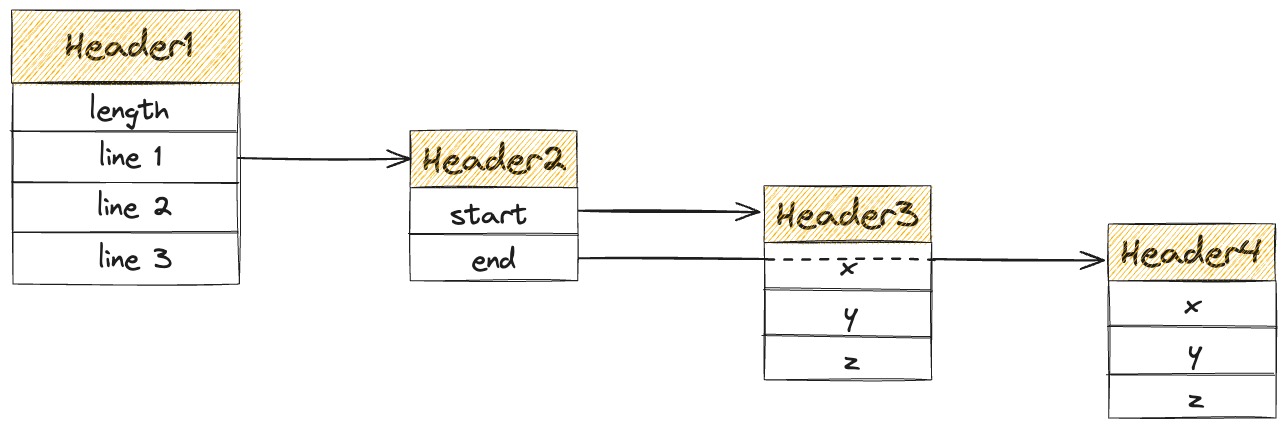 Header1
length
line 1
line 2
line 3
Header2
start
end
Header3
x
y
z
Header4
x
y
z